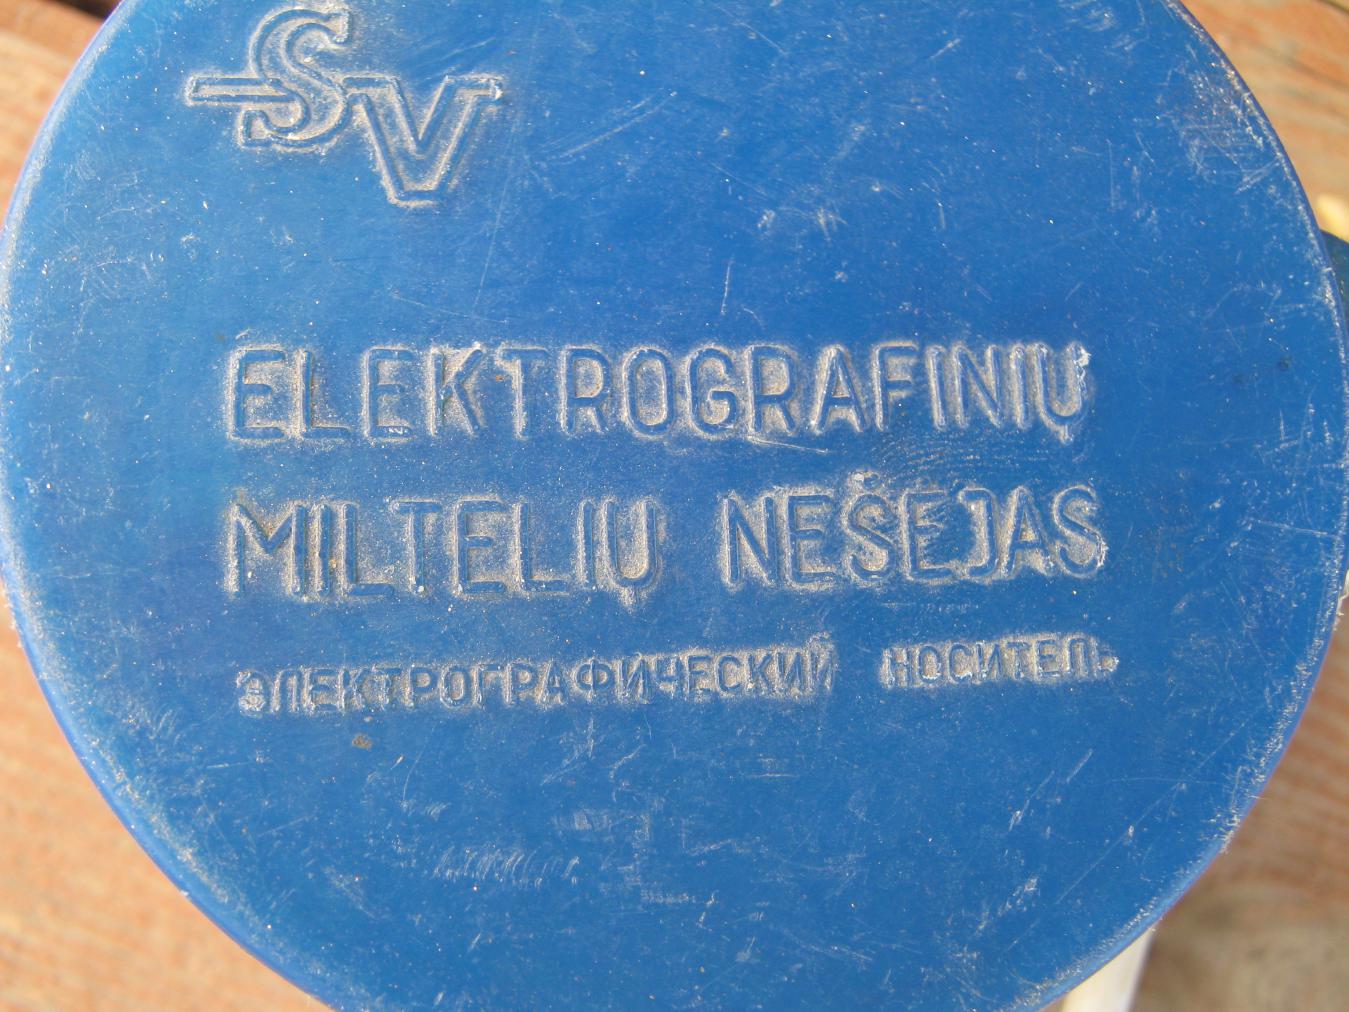 SV
ELEKTROGRAFINIŲ
MILTELIŲ NEŠEJAS
ЭЛЕКТРОГРАФИЧЕСКИЙ НОСИТЕЛЬ